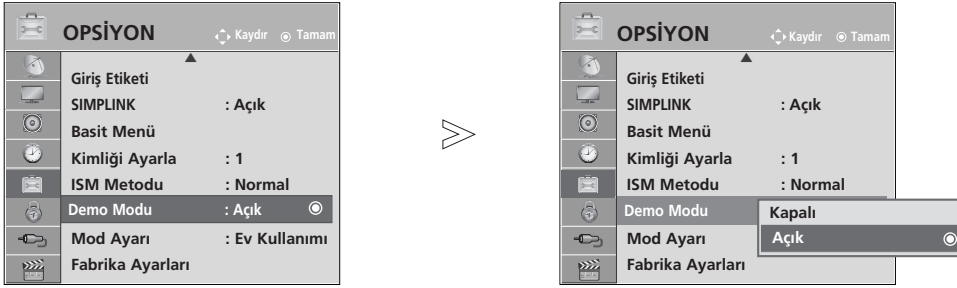 OPSİYON
Kaydır Tamam
Giriş Etiketi
SIMPLINK : Açık
Basit Menü
Kimliği Ayarla : 1
ISM Metodu : Normal
Demo Modu : Açık
Mod Ayarı : Ev Kullanımı
Fabrika Ayarları
OPSİYON
Kaydır Tamam
Giriş Etiketi
SIMPLINK : Açık
Basit Menü
Kimliği Ayarla : 1
ISM Metodu : Normal
Demo Modu
Kapalı
Açık
Mod Ayarı
Fabrika Ayarları